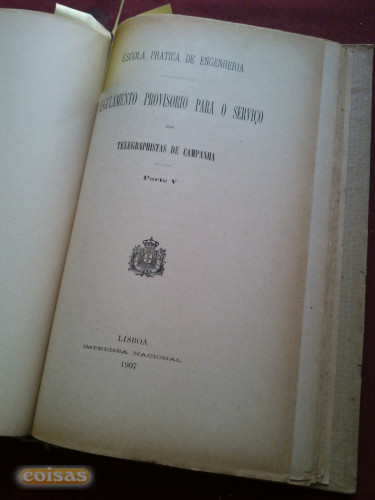 ESCOLA PRATICA DE ENGENHERIA
REGULAMENTO PROVISORIO PARA O SERVIÇO
DOS
TELEGRAPHISTAS DE CAMPANHA
Parte V
LISBOA
IMPRENSA NACIONAL
1907
coisas